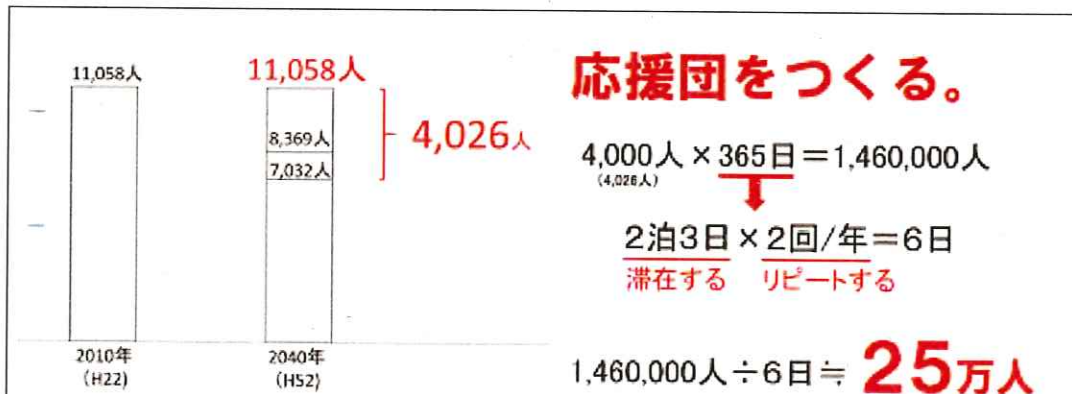 11,058人
11,058人
8,369人
7,032人
4,026人
2010年
(H22)
2040年
(H52)
応援団をつくる。
4,000人×365日=1,460,000人
(4,026人)
2泊3日×2回/年=6日
滞在する リピートする
1,460,000人÷6日≒ 25万人